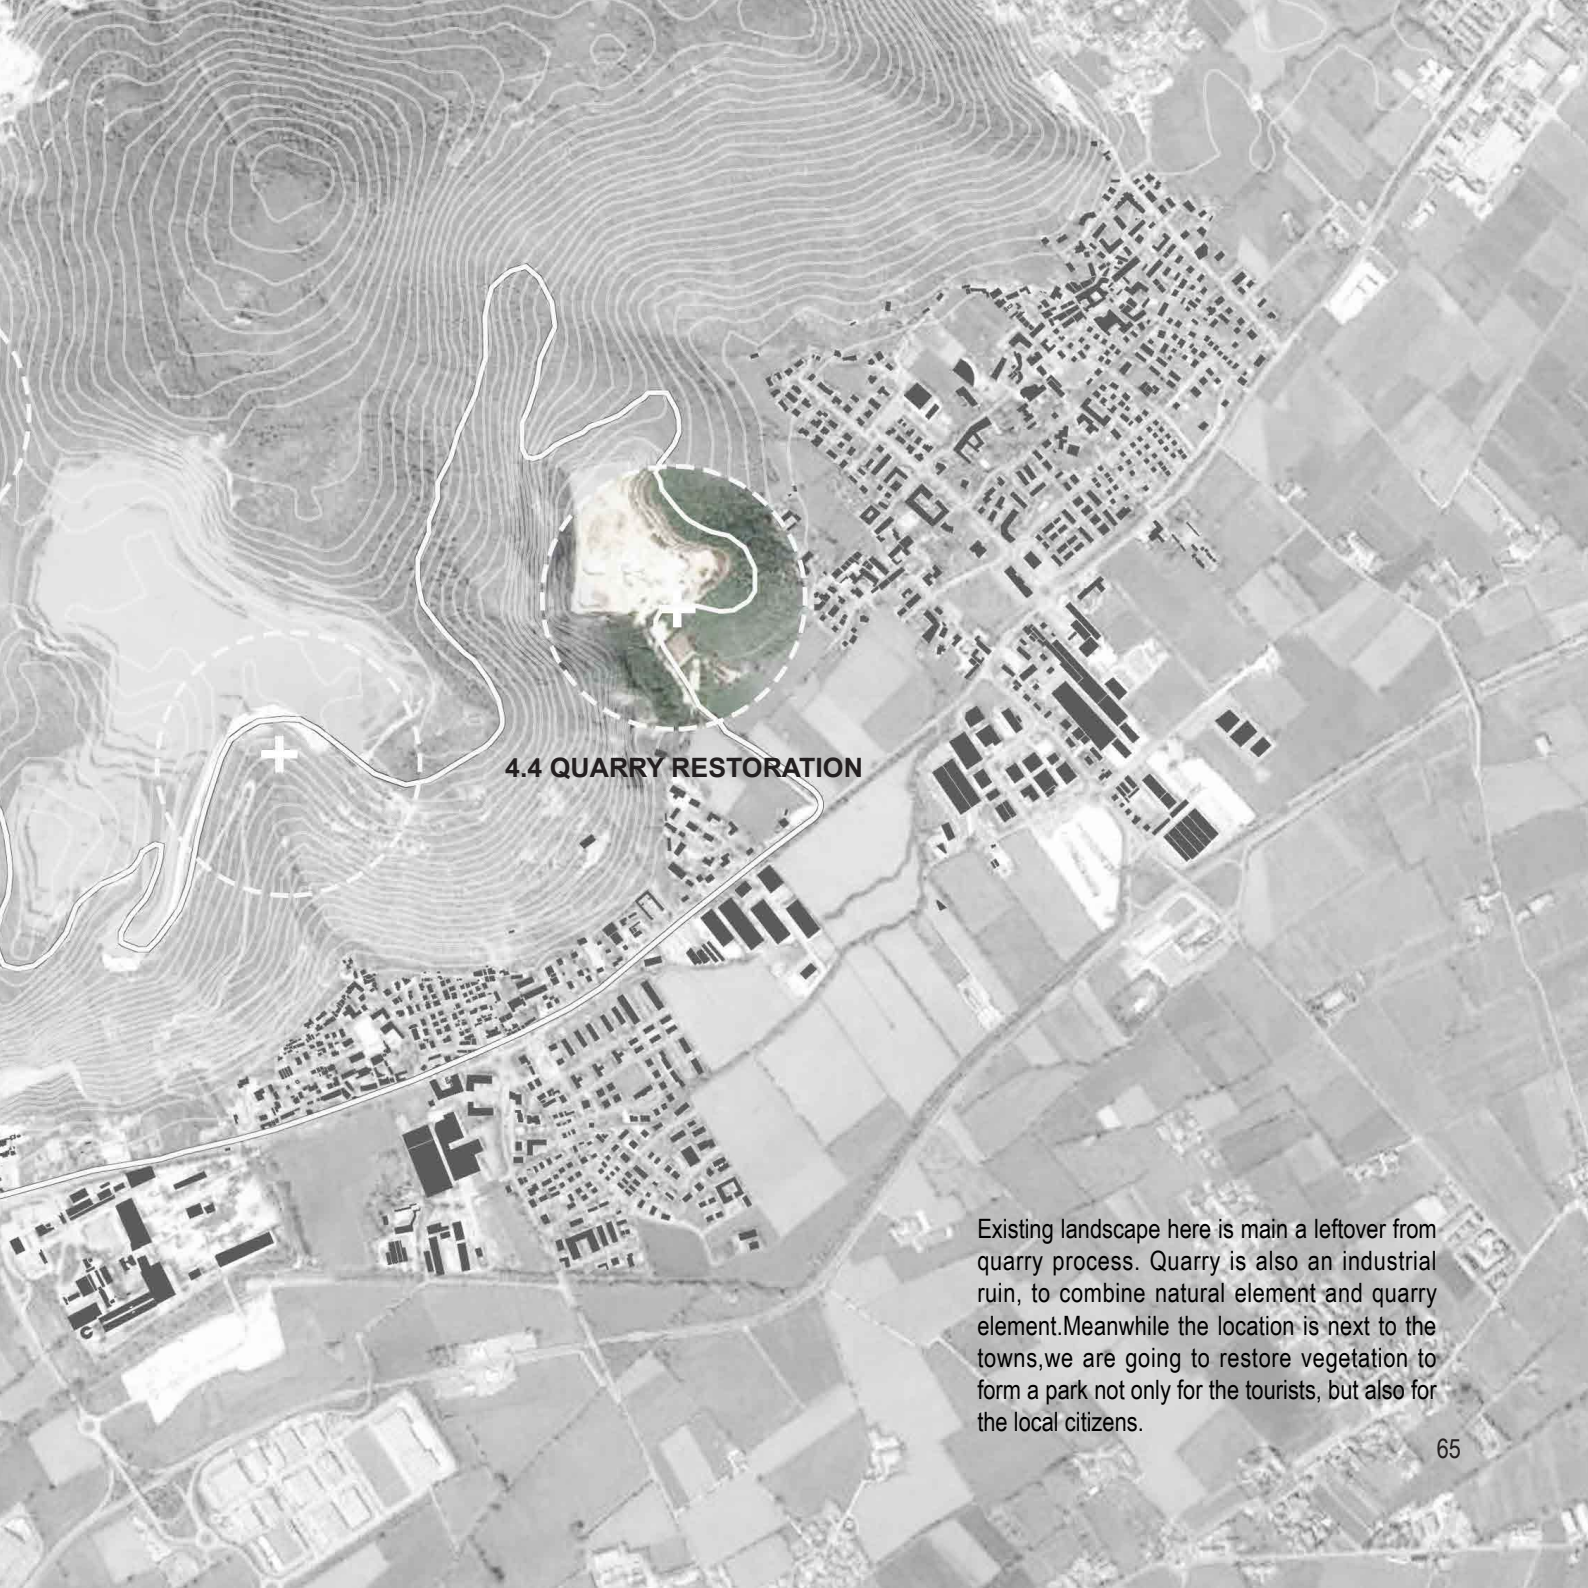 4.4 QUARRY RESTORATION
Existing landscape here is main a leftover from
quarry process. Quarry is also an industrial
ruin, to combine natural element and quarry
element.Meanwhile the location is next to the
towns,we are going to restore vegetation to
form a park not only for the tourists, but also for
the local citizens.
65